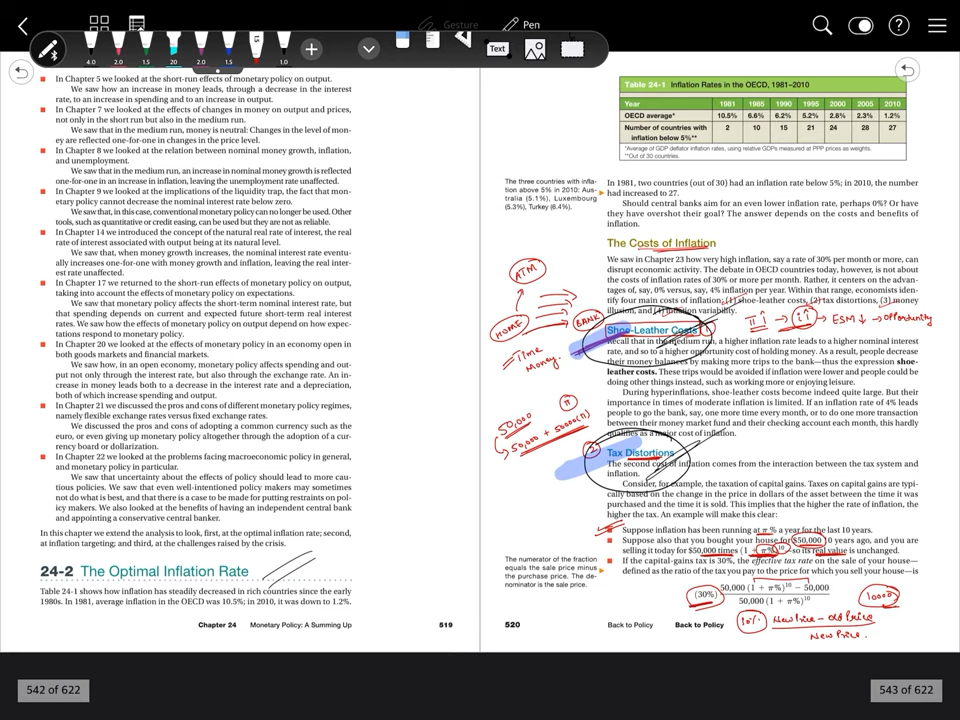 Gesture
Pen
4.0
2.0
1.5
20
2.0
1.5
1.5
1.0
Text
In Chapter 5 we looked at the short-run effects of monetary policy on output.
We saw how an increase in money leads, through a decrease in the interest
rate, to an increase in spending and to an increase in output.
In Chapter 7 we looked at the effects of changes in money on output and prices,
not only in the short run but also in the medium run.
We saw that in the medium run, money is neutral: Changes in the level of mon-
ey are reflected one-for-one in changes in the price level.
In Chapter 8 we looked at the relation between nominal money growth, inflation,
and unemployment.
We saw that in the medium run, an increase in nominal money growth is reflected
one-for-one in an increase in inflation, leaving the unemployment rate unaffected.
In Chapter 9 we looked at the implications of the liquidity trap, the fact that mon-
etary policy cannot decrease the nominal interest rate below zero.
We saw that, in this case, conventional monetary policy can no longer be used. Other
tools, such as quantitative or credit easing, can be used but they are not as reliable.
In Chapter 14 we introduced the concept of the natural real rate of interest, the real
rate of interest associated with output being at its natural level.
We saw that, when money growth increases, the nominal interest rate eventu-
ally increases one-for-one with money growth and inflation, leaving the real inter-
est rate unaffected.
In Chapter 17 we returned to the short-run effects of monetary policy on output,
taking into account the effects of monetary policy on expectations.
We saw that monetary policy affects the short-term nominal interest rate, but
that spending depends on current and expected future short-term real interest
rates. We saw how the effects of monetary policy on output depend on how expec-
tations respond to monetary policy.
In Chapter 20 we looked at the effects of monetary policy in an economy open in
both goods markets and financial markets.
We saw how, in an open economy, monetary policy affects spending and out-
put not only through the interest rate, but also through the exchange rate. An in-
crease in money leads both to a decrease in the interest rate and a depreciation,
both of which increase spending and output.
In Chapter 21 we discussed the pros and cons of different monetary policy regimes,
namely flexible exchange rates versus fixed exchange rates.
We discussed the pros and cons of adopting a common currency such as the
euro, or even giving up monetary policy altogether through the adoption of a cur-
rency board or dollarization.
In Chapter 22 we looked at the problems facing macroeconomic policy in general,
and monetary policy in particular.
We saw that uncertainty about the effects of policy should lead to more cau-
tious policies. We saw that even well-intentioned policy makers may sometimes
not do what is best, and that there is a case to be made for putting restraints on pol-
icy makers. We also looked at the benefits of having an independent central bank
and appointing a conservative central banker.
In this chapter we extend the analysis to look, first, at the optimal inflation rate; second,
at inflation targeting; and third, at the challenges raised by the crisis.
24-2 The Optimal Inflation Rate
Table 24-1 shows how inflation has steadily decreased in rich countries since the early
1980s. In 1981, average inflation in the OECD was 10.5%; in 2010, it was down to 1.2%.
Chapter 24 Monetary Policy: A Summing Up 519
542 of 622
Table 24-1 Inflation Rates in the OECD, 1981–2010
Year 1981 1985 1990 1995 2000 2005 2010
OECD average* 10.5% 6.6% 6.2% 5.2% 2.8% 2.3% 1.2%
Number of countries with 2 10 15 21 24 28 27
inflation below 5%**
*Average of GDP deflator inflation rates, using relative GDPs measured at PPP prices as weights.
**Out of 30 countries.
The three countries with infla-
tion above 5% in 2010: Aus-
tralia (5.1%), Luxembourg
(5.3%), Turkey (6.4%).
In 1981, two countries (out of 30) had an inflation rate below 5%; in 2010, the number
had increased to 27.
Should central banks aim for an even lower inflation rate, perhaps 0%? Or have
they overshot their goal? The answer depends on the costs and benefits of
inflation.
The Costs of Inflation
We saw in Chapter 23 how very high inflation, say a rate of 30% per month or more, can
disrupt economic activity. The debate in OECD countries today, however, is not about
the costs of inflation rates of 30% or more per month. Rather, it centers on the advan-
tages of, say, 0% versus, say, 4% inflation per year. Within that range, economists iden-
tify four main costs of inflation: (1) shoe-leather costs, (2) tax distortions, (3) money
illusion, and (4) inflation variability.
ATM
HOME
BANK
=Time
Money
π↑ → i↑ → ESM ↓ → Opportunity
Shoe-Leather Costs 1
Recall that in the medium run, a higher inflation rate leads to a higher nominal interest
rate, and so to a higher opportunity cost of holding money. As a result, people decrease
their money balances by making more trips to the bank—thus the expression shoe-
leather costs. These trips would be avoided if inflation were lower and people could be
doing other things instead, such as working more or enjoying leisure.
During hyperinflations, shoe-leather costs become indeed quite large. But their
importance in times of moderate inflation is limited. If an inflation rate of 4% leads
people to go the bank, say, one more time every month, or to do one more transaction
between their money market fund and their checking account each month, this hardly
qualifies as a major cost of inflation.
π
50,000
50,000 + 50000(π)
2 Tax Distortions
The second cost of inflation comes from the interaction between the tax system and
inflation.
Consider, for example, the taxation of capital gains. Taxes on capital gains are typi-
cally based on the change in the price in dollars of the asset between the time it was
purchased and the time it is sold. This implies that the higher the rate of inflation, the
higher the tax. An example will make this clear:
Suppose inflation has been running at π % a year for the last 10 years.
Suppose also that you bought your house for $50,000 10 years ago, and you are
selling it today for $50,000 times (1 + π%)10—so its real value is unchanged.
If the capital-gains tax is 30%, the effective tax rate on the sale of your house—
defined as the ratio of the tax you pay to the price for which you sell your house—is
The numerator of the fraction
equals the sale price minus
the purchase price. The de-
nominator is the sale price.
(30%) 50,000 (1 + π%)10 − 50,000
50,000 (1 + π%)10
10000
10% New Price - Old Price
New Price.
520 Back to Policy Back to Policy
543 of 622